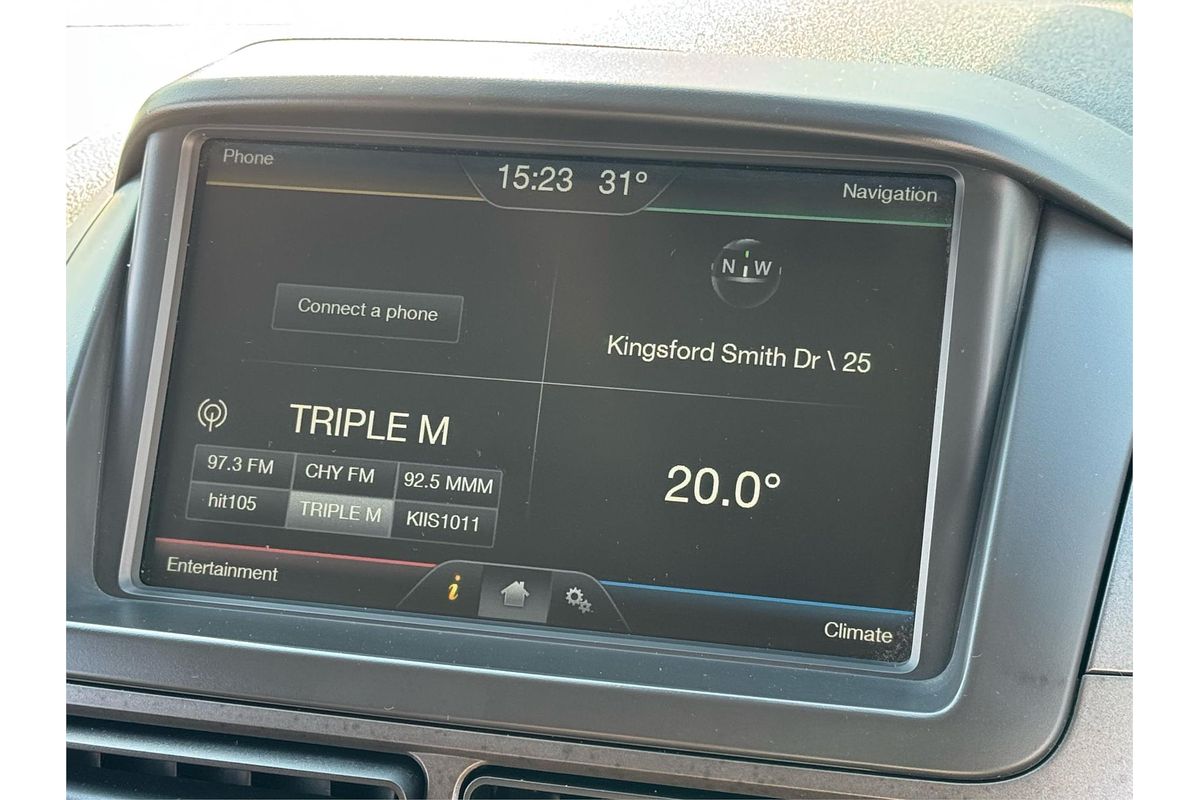 Phone
15:23 31°
Navigation
N W
Connect a phone
Kingsford Smith Dr \ 25
TRIPLE M
97.3 FM CHY FM 92.5 MMM
hit105 TRIPLE M KIIS1011
20.0°
Entertainment
i
Climate